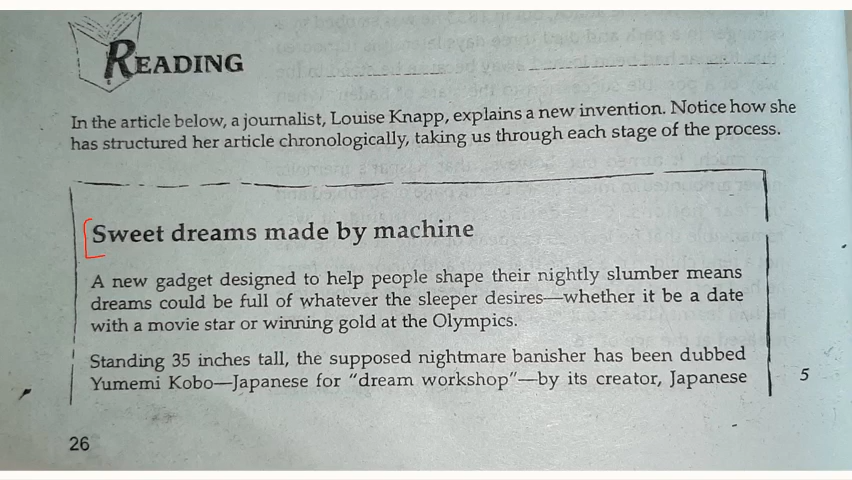 READING
In the article below, a journalist, Louise Knapp, explains a new invention. Notice how she
has structured her article chronologically, taking us through each stage of the process.
Sweet dreams made by machine
A new gadget designed to help people shape their nightly slumber means
dreams could be full of whatever the sleeper desires—whether it be a date
with a movie star or winning gold at the Olympics.
Standing 35 inches tall, the supposed nightmare banisher has been dubbed
Yumemi Kobo—Japanese for "dream workshop"—by its creator, Japanese
5
26